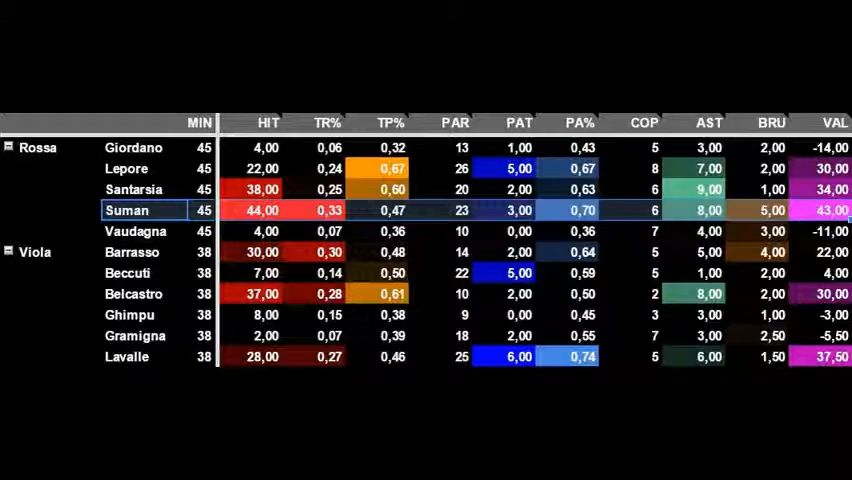 MIN HIT TR% TP% PAR PAT PA% COP AST BRU VAL
Rossa Giordano 45 4,00 0,06 0,32 13 1,00 0,43 5 3,00 2,00 -14,00
Lepore 45 22,00 0,24 0,67 26 5,00 0,67 8 7,00 2,00 30,00
Santarsia 45 38,00 0,25 0,60 20 2,00 0,63 6 9,00 1,00 34,00
Suman 45 44,00 0,33 0,47 23 3,00 0,70 6 8,00 5,00 43,00
Vaudagna 45 4,00 0,07 0,36 10 0,00 0,36 7 4,00 3,00 -11,00
Viola Barrasso 38 30,00 0,30 0,48 14 2,00 0,64 5 5,00 4,00 22,00
Beccuti 38 7,00 0,14 0,50 22 5,00 0,59 5 1,00 2,00 4,00
Belcastro 38 37,00 0,28 0,61 10 2,00 0,50 2 8,00 2,00 30,00
Ghimpu 38 8,00 0,15 0,38 9 0,00 0,45 3 3,00 1,00 -3,00
Gramigna 38 2,00 0,07 0,39 18 2,00 0,55 7 3,00 2,50 -5,50
Lavalle 38 28,00 0,27 0,46 25 6,00 0,74 5 6,00 1,50 37,50